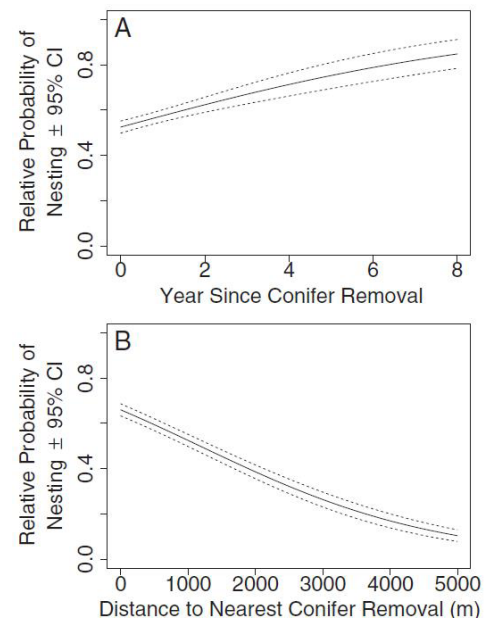 A
Relative Probability of
Nesting ± 95% CI
0.0 0.4 0.8
0 2 4 6 8
Year Since Conifer Removal
B
Relative Probability of
Nesting ± 95% CI
0.0 0.4 0.8
0 1000 2000 3000 4000 5000
Distance to Nearest Conifer Removal (m)